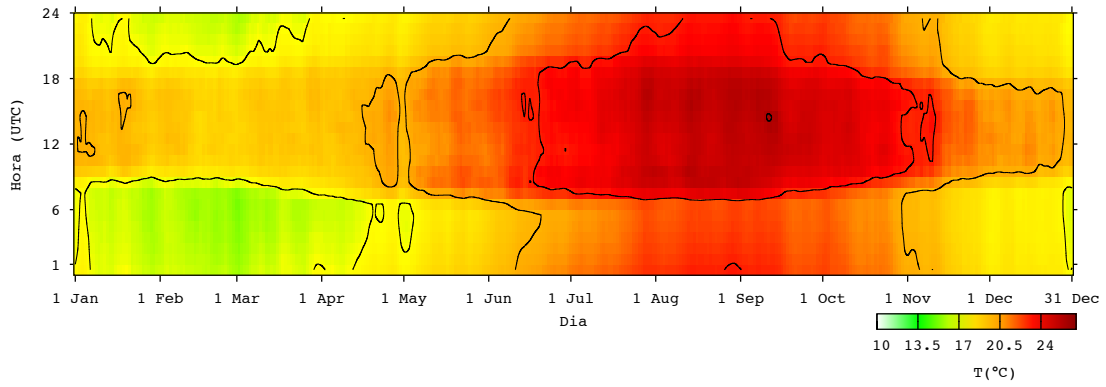 24
18
12
6
1
Hora (UTC)
1 Jan 1 Feb 1 Mar 1 Apr 1 May 1 Jun 1 Jul 1 Aug 1 Sep 1 Oct 1 Nov 1 Dec 31 Dec
Dia
10 13.5 17 20.5 24
T(°C)